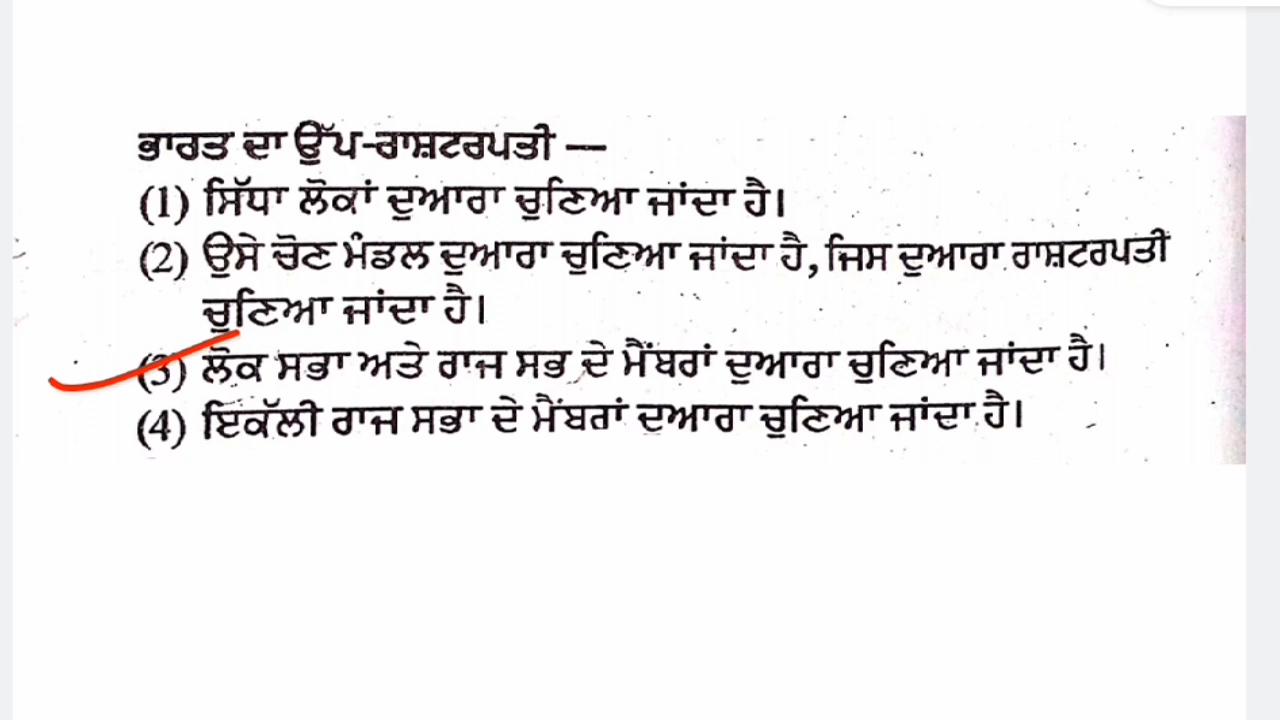 ਭਾਰਤ ਦਾ ਉੱਪ-ਰਾਸ਼ਟਰਪਤੀ —
(1) ਸਿੱਧਾ ਲੋਕਾਂ ਦੁਆਰਾ ਚੁਣਿਆ ਜਾਂਦਾ ਹੈ।
(2) ਉਸੇ ਚੋਣ ਮੰਡਲ ਦੁਆਰਾ ਚੁਣਿਆ ਜਾਂਦਾ ਹੈ, ਜਿਸ ਦੁਆਰਾ ਰਾਸ਼ਟਰਪਤੀ
ਚੁਣਿਆ ਜਾਂਦਾ ਹੈ।
(3) ਲੋਕ ਸਭਾ ਅਤੇ ਰਾਜ ਸਭ ਦੇ ਮੈਂਬਰਾਂ ਦੁਆਰਾ ਚੁਣਿਆ ਜਾਂਦਾ ਹੈ।
(4) ਇਕੱਲੀ ਰਾਜ ਸਭਾ ਦੇ ਮੈਂਬਰਾਂ ਦੁਆਰਾ ਚੁਣਿਆ ਜਾਂਦਾ ਹੈ।